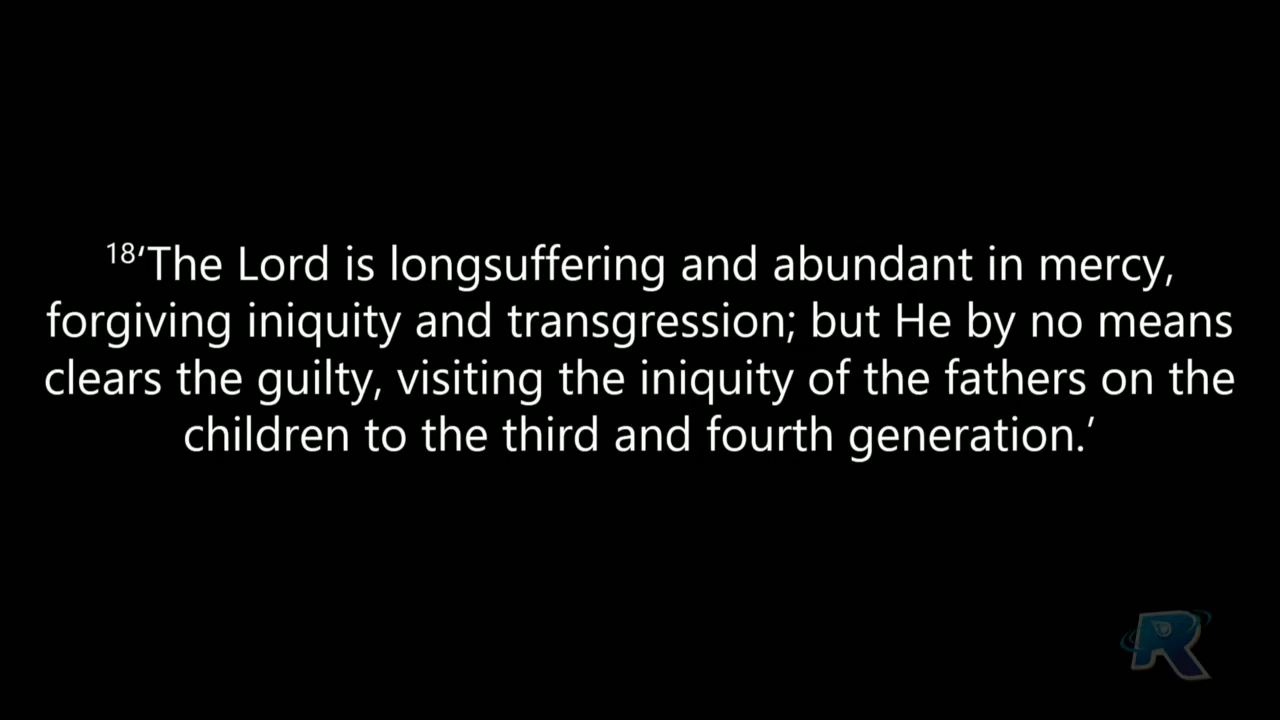 18‘The Lord is longsuffering and abundant in mercy,
forgiving iniquity and transgression; but He by no means
clears the guilty, visiting the iniquity of the fathers on the
children to the third and fourth generation.’
R